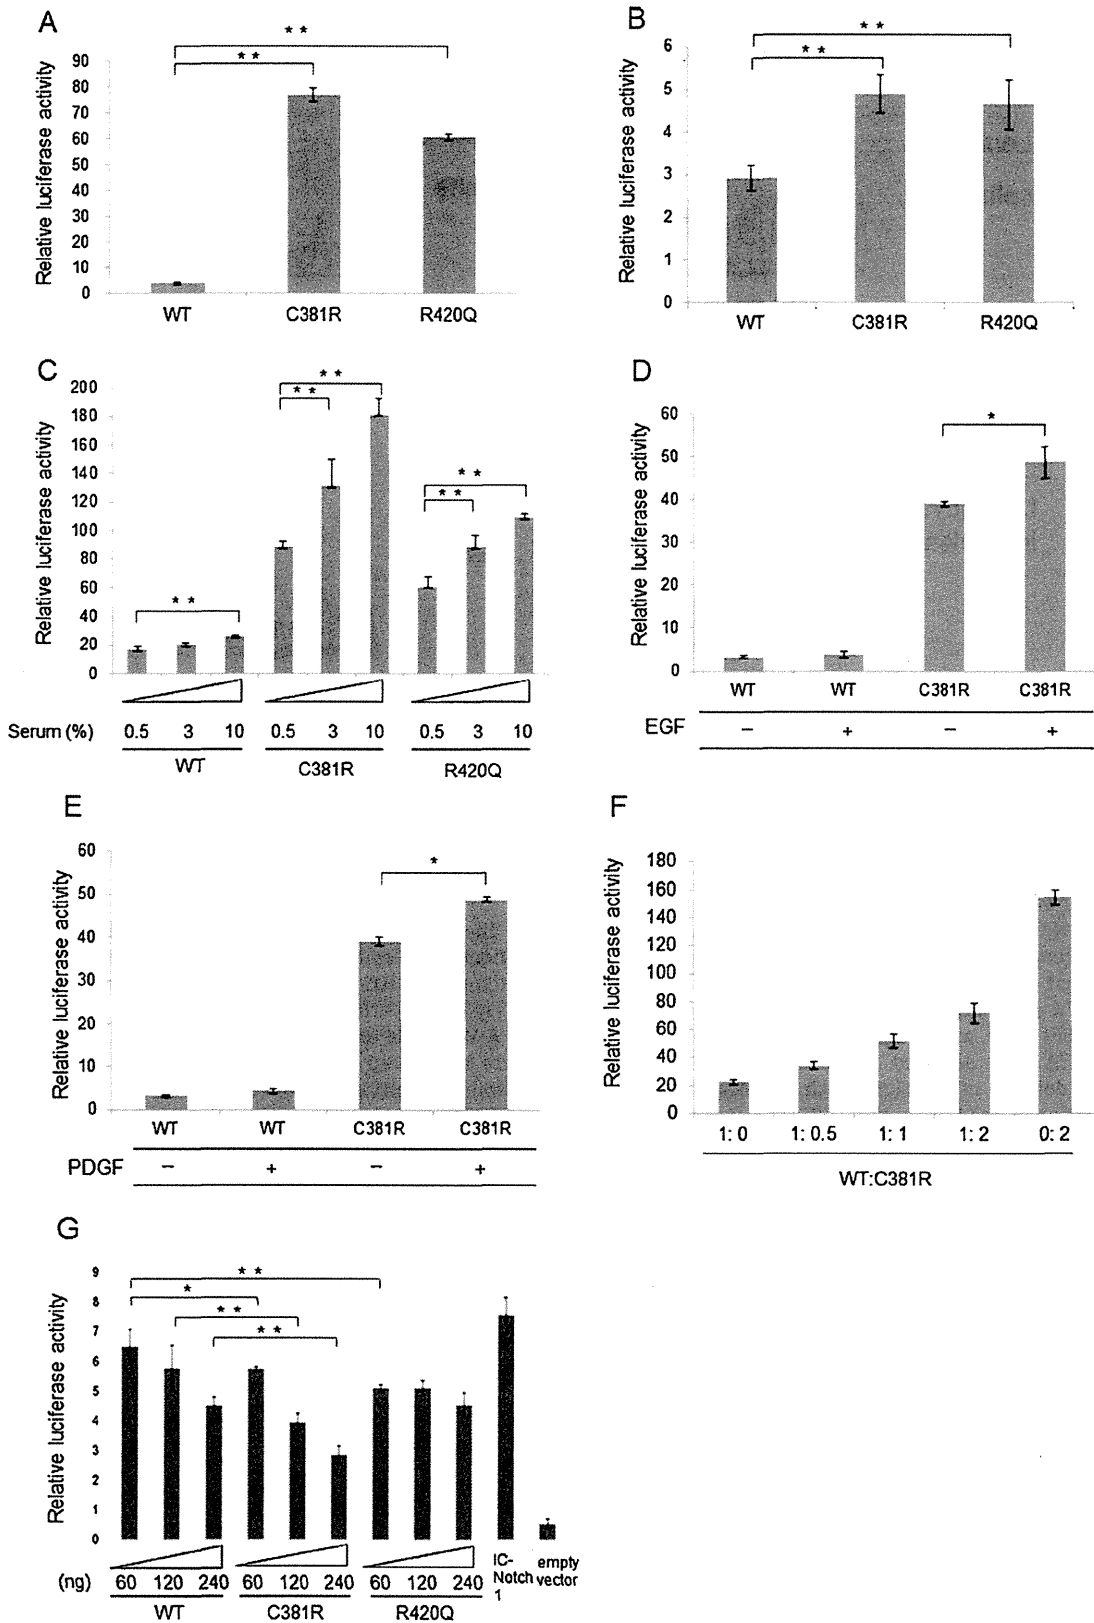 A
* *
* *
Relative luciferase activity
90
80
70
60
50
40
30
20
10
0
WT C381R R420Q
B
* *
* *
Relative luciferase activity
6
5
4
3
2
1
0
WT C381R R420Q
C
* *
* *
* *
* *
* *
Relative luciferase activity
200
180
160
140
120
100
80
60
40
20
0
Serum (%) 0.5 3 10 0.5 3 10 0.5 3 10
WT C381R R420Q
D
*
Relative luciferase activity
60
50
40
30
20
10
0
WT WT C381R C381R
EGF − + − +
E
*
Relative luciferase activity
60
50
40
30
20
10
0
WT WT C381R C381R
PDGF − + − +
F
Relative luciferase activity
180
160
140
120
100
80
60
40
20
0
1: 0 1: 0.5 1: 1 1: 2 0: 2
WT:C381R
G
* *
*
* *
* *
Relative luciferase activity
9
8
7
6
5
4
3
2
1
0
(ng) 60 120 240 60 120 240 60 120 240
WT C381R R420Q
IC-
Notch
1
empty
vector